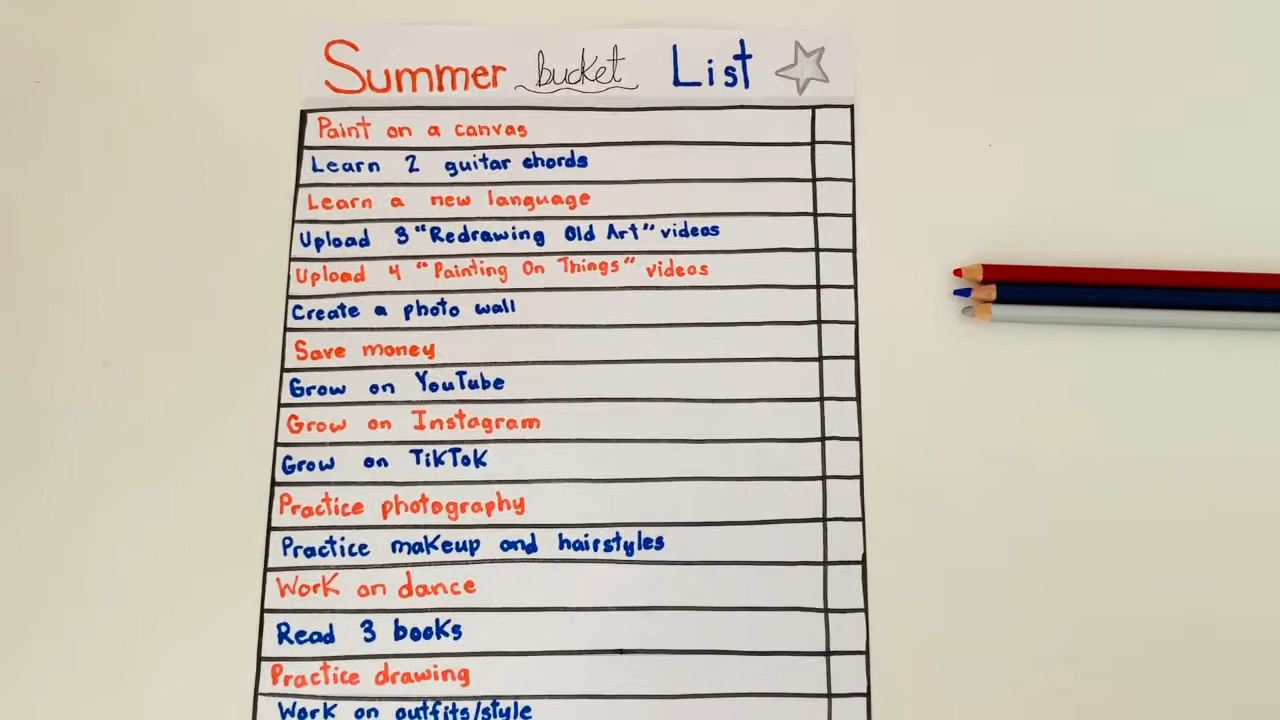 Summer bucket List
Paint on a canvas
Learn 2 guitar chords
Learn a new language
Upload 3 "Redrawing Old Art" videos
Upload 4 "Painting On Things" videos
Create a photo wall
Save money
Grow on YouTube
Grow on Instagram
Grow on TikTok
Practice photography
Practice makeup and hairstyles
Work on dance
Read 3 books
Practice drawing
Work on outfits/style